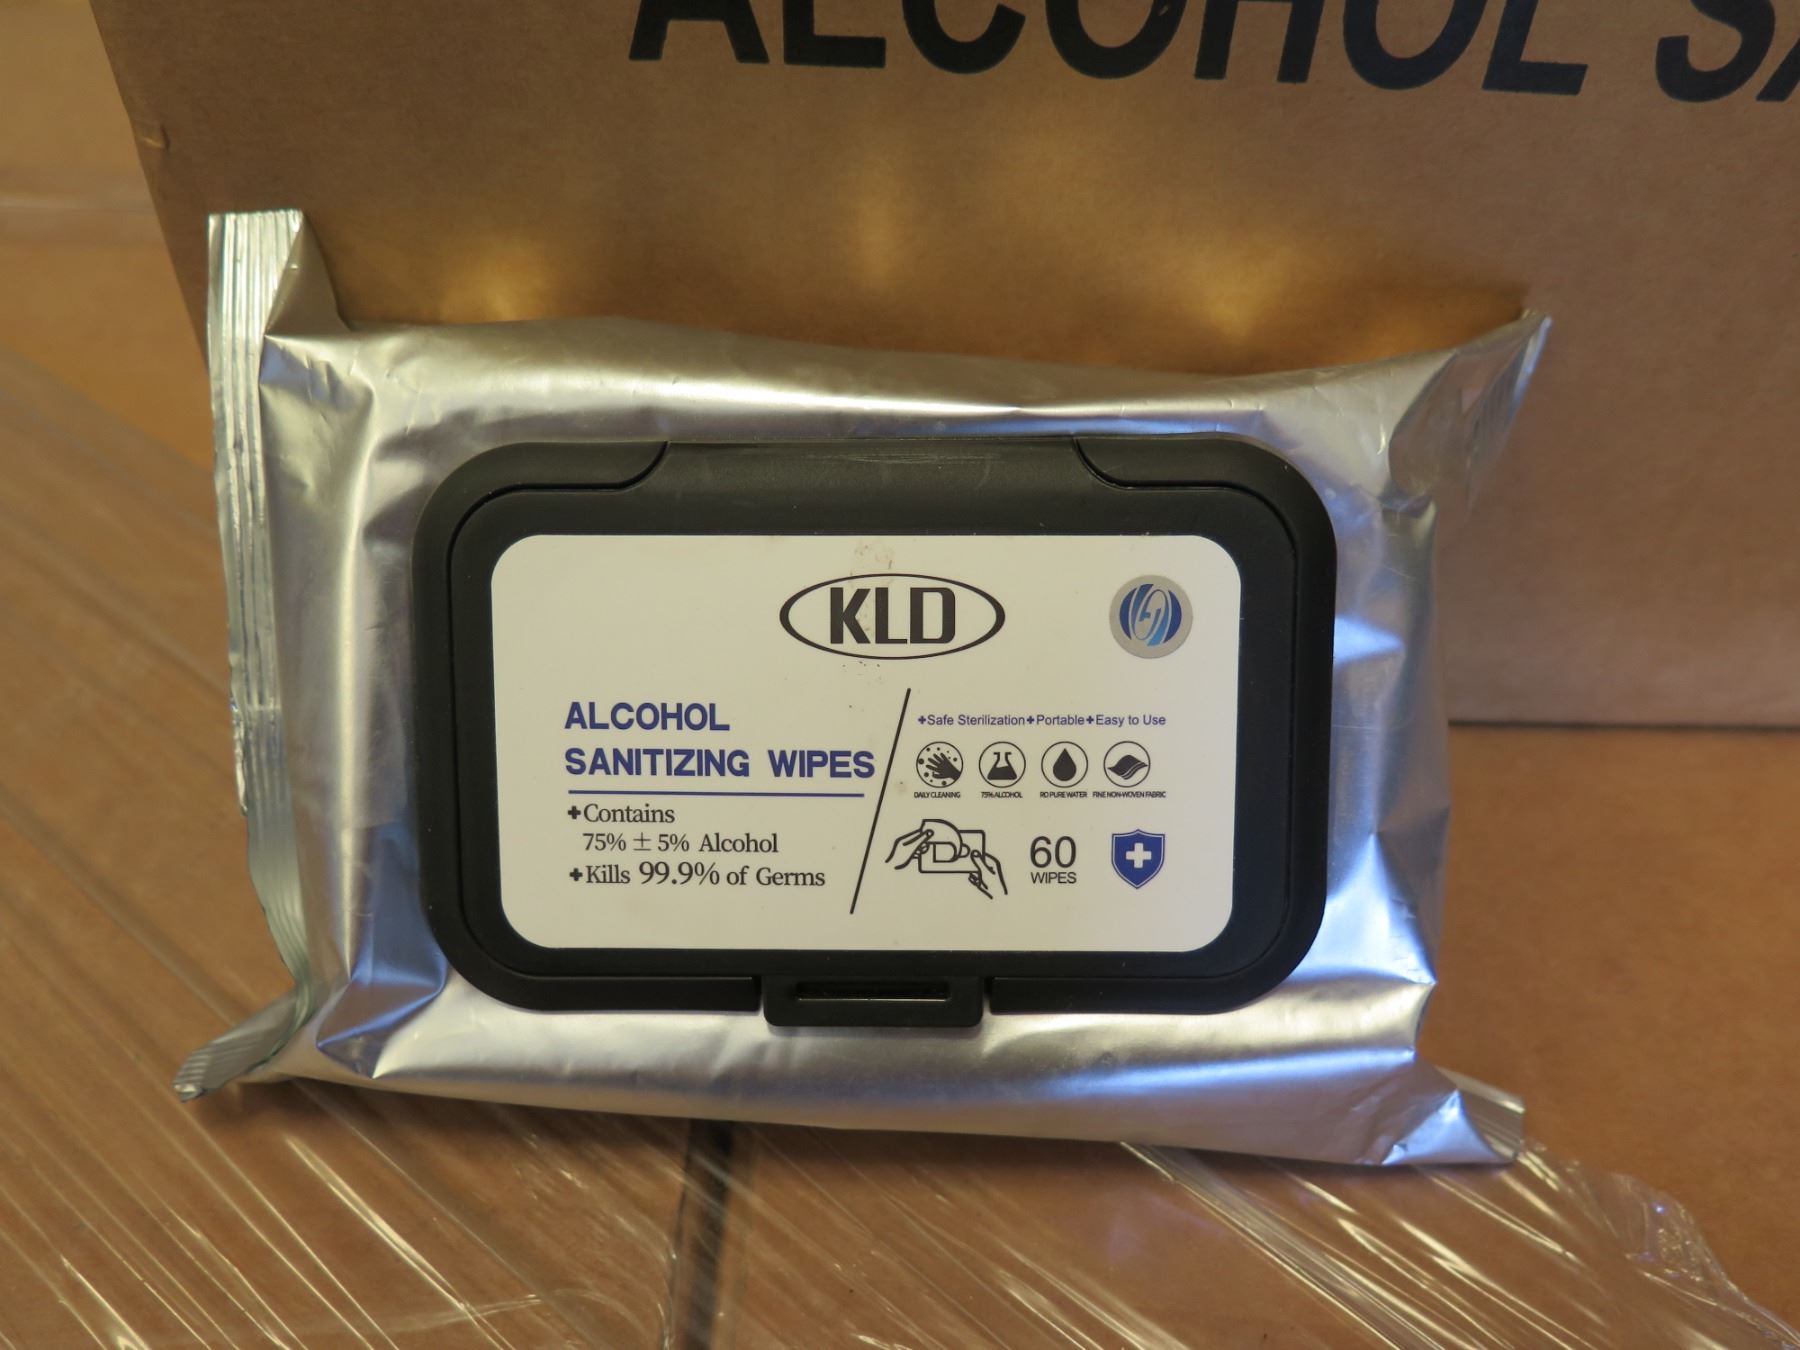 ALCOHOL SA
KLD
ALCOHOL
SANITIZING WIPES
+Contains
75% ± 5% Alcohol
+Kills 99.9% of Germs
+Safe Sterilization+Portable+Easy to Use
DAILY CLEANING 75% ALCOHOL RO PURE WATER FINE NON-WOVEN FABRIC
60
WIPES